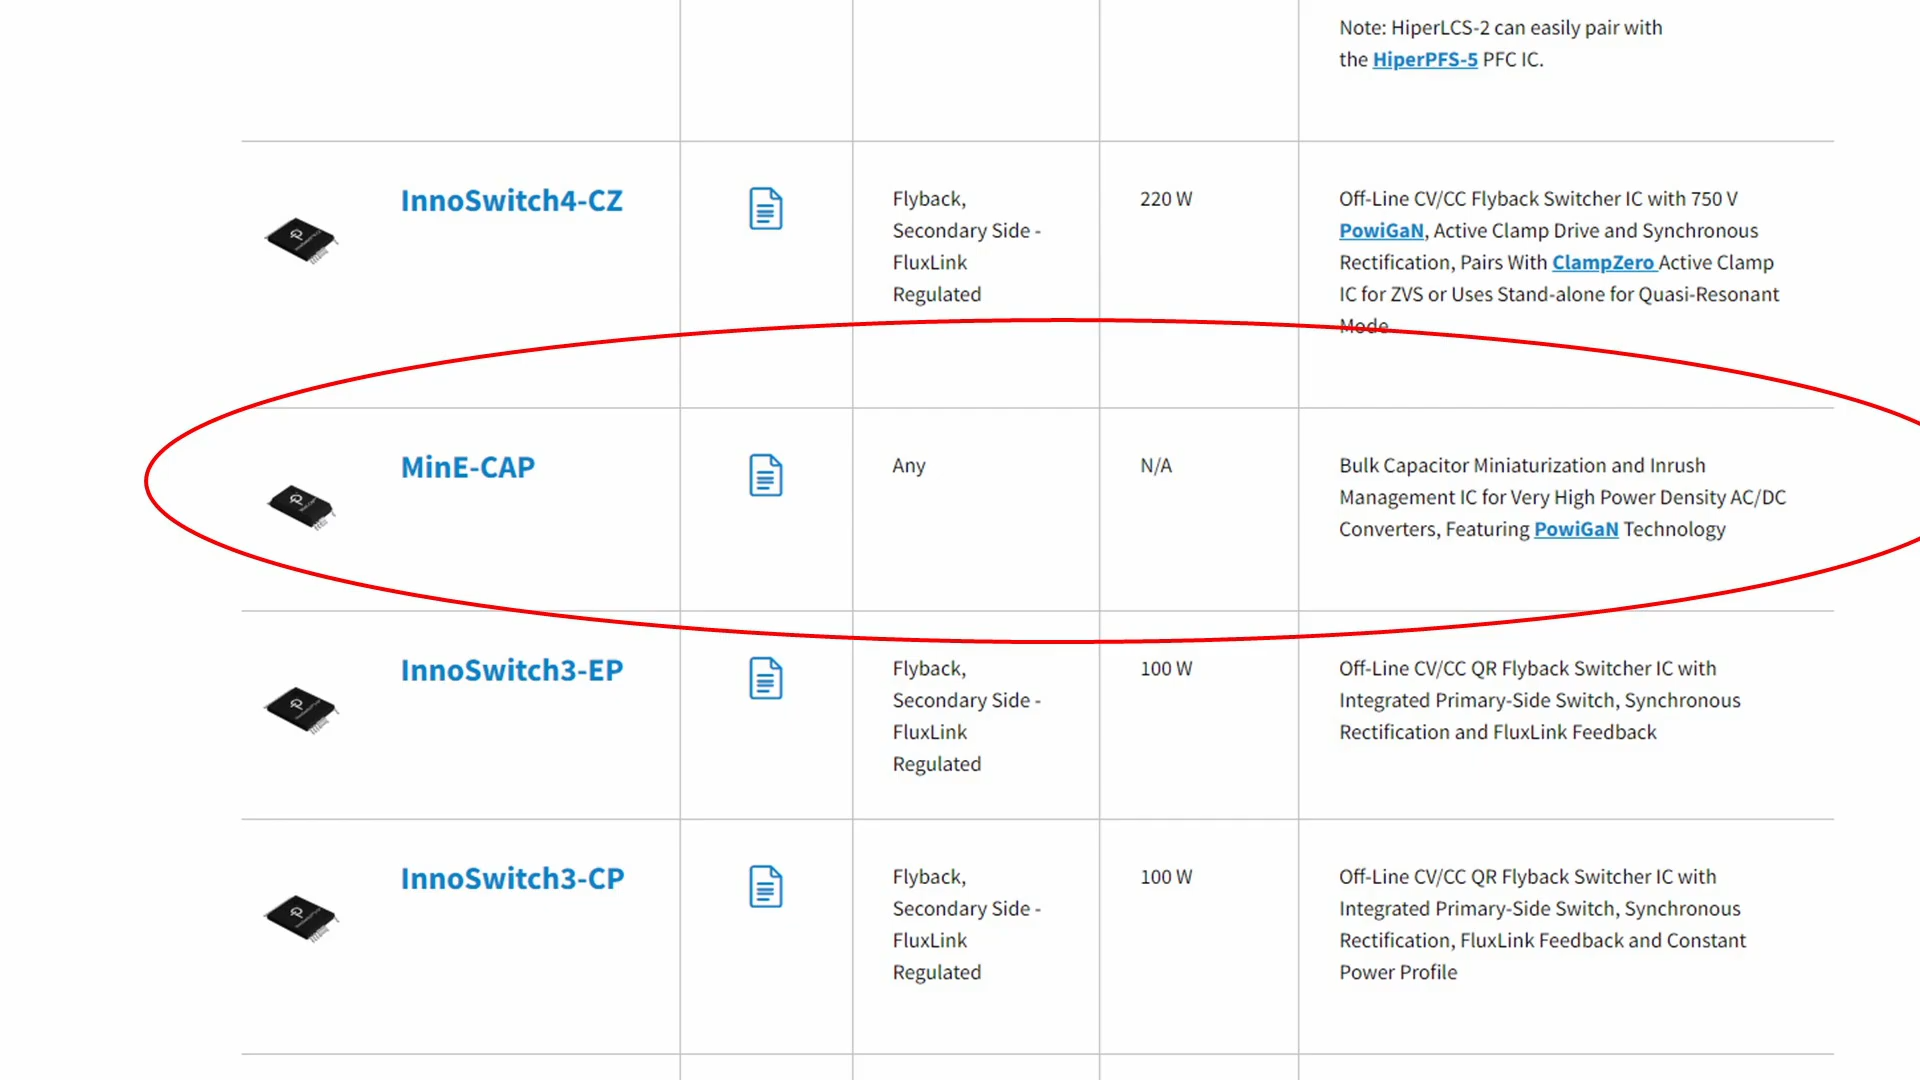 Note: HiperLCS-2 can easily pair with
the HiperPFS-5 PFC IC.
InnoSwitch4-CZ
Flyback,
Secondary Side -
FluxLink
Regulated
220 W
Off-Line CV/CC Flyback Switcher IC with 750 V
PowiGaN, Active Clamp Drive and Synchronous
Rectification, Pairs With ClampZero Active Clamp
IC for ZVS or Uses Stand-alone for Quasi-Resonant
Mode
MinE-CAP
Any
N/A
Bulk Capacitor Miniaturization and Inrush
Management IC for Very High Power Density AC/DC
Converters, Featuring PowiGaN Technology
InnoSwitch3-EP
Flyback,
Secondary Side -
FluxLink
Regulated
100 W
Off-Line CV/CC QR Flyback Switcher IC with
Integrated Primary-Side Switch, Synchronous
Rectification and FluxLink Feedback
InnoSwitch3-CP
Flyback,
Secondary Side -
FluxLink
Regulated
100 W
Off-Line CV/CC QR Flyback Switcher IC with
Integrated Primary-Side Switch, Synchronous
Rectification, FluxLink Feedback and Constant
Power Profile